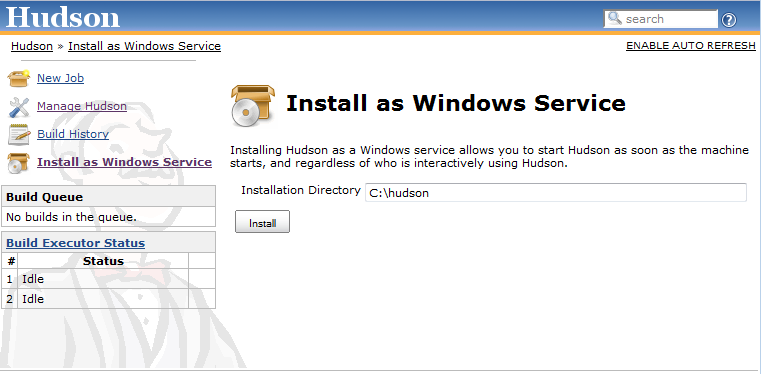 Hudson
search
Hudson » Install as Windows Service
ENABLE AUTO REFRESH
New Job
Manage Hudson
Build History
Install as Windows Service
Build Queue
No builds in the queue.
Build Executor Status
# Status
1 Idle
2 Idle
Install as Windows Service
Installing Hudson as a Windows service allows you to start Hudson as soon as the machine
starts, and regardless of who is interactively using Hudson.
Installation Directory C:\hudson
Install